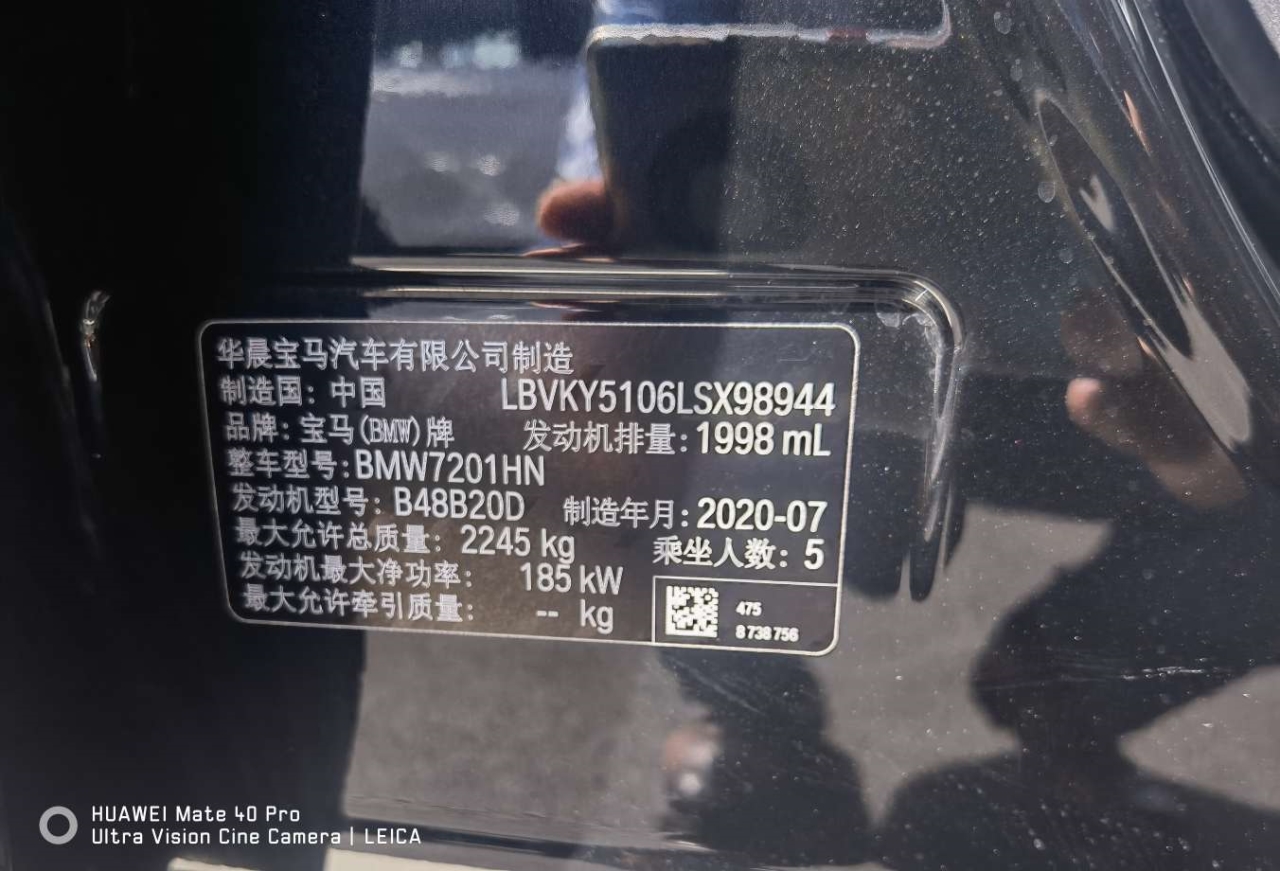 华晨宝马汽车有限公司制造
制造国：中国 LBVKY5106LSX98944
品牌：宝马(BMW)牌 发动机排量：1998 mL
整车型号：BMW7201HN
发动机型号：B48B20D 制造年月：2020-07
最大允许总质量：2245 kg 乘坐人数：5
发动机最大净功率：185 kW
最大允许牵引质量：-- kg
475
8 738 756
HUAWEI Mate 40 Pro
Ultra Vision Cine Camera | LEICA